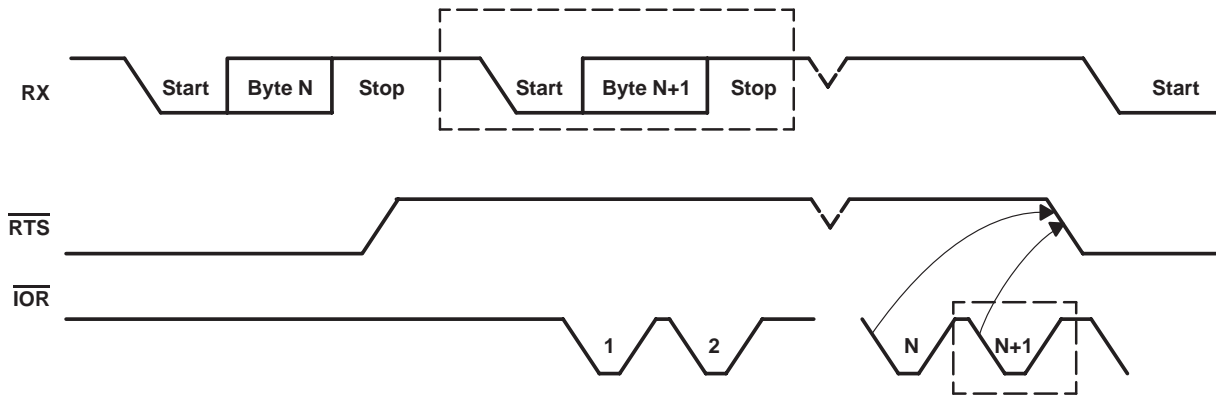 RX
Start
Byte N
Stop
Start
Byte N+1
Stop
Start
RTS
IOR
1
2
N
N+1